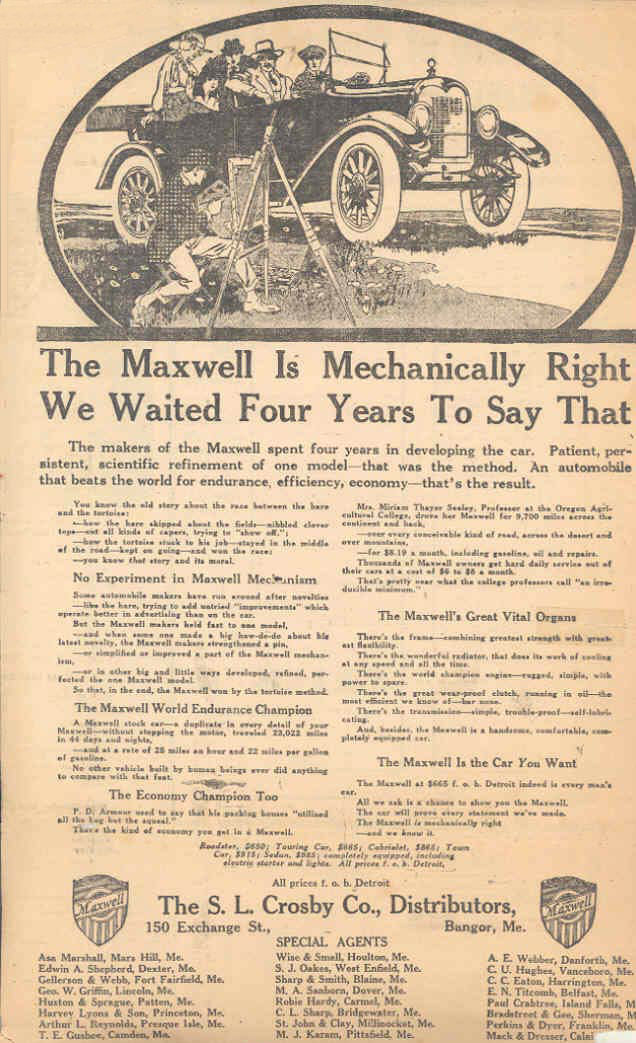 The Maxwell Is Mechanically Right
We Waited Four Years To Say That
The makers of the Maxwell spent four years in developing the car. Patient, per-
sistent, scientific refinement of one model—that was the method. An automobile
that beats the world for endurance, efficiency, economy—that's the result.
You know the old story about the race between the hare
and the tortoise:
—how the hare skipped about the fields—nibbled clover
tops—cut all kinds of capers, trying to "show off.";
—how the tortoise stuck to his job—stayed in the middle
of the road—kept on going—and won the race;
—you know that story and its moral.
No Experiment in Maxwell Mechanism
Some automobile makers have run around after novelties
—like the hare, trying to add untried "improvements" which
operate better in advertising than on the car.
But the Maxwell makers held fast to one model,
—and when some one made a big how-de-do about his
latest novelty, the Maxwell makers strengthened a pin,
—or simplified or improved a part of the Maxwell mechan-
ism,
—or in other big and little ways developed, refined, per-
fected the one Maxwell model.
So that, in the end, the Maxwell won by the tortoise method.
The Maxwell World Endurance Champion
A Maxwell stock car—a duplicate in every detail of your
Maxwell—without stopping the motor, traveled 22,022 miles
in 44 days and nights,
—and at a rate of 25 miles an hour and 22 miles per gallon
of gasoline.
No other vehicle built by human beings ever did anything
to compare with that feat.
The Economy Champion Too
P. D. Armour used to say that his packing houses "utilized
all the hog but the squeal."
Thats the kind of economy you get in a Maxwell.
Mrs. Miriam Thayer Seeley, Professor at the Oregon Agri-
cultural College, drove her Maxwell for 9,700 miles across the
continent and back,
—over every conceivable kind of road, across the desert and
over mountains,
—for $8.19 a month, including gasoline, oil and repairs.
Thousands of Maxwell owners get hard daily service out of
their cars at a cost of $6 to $8 a month.
That's pretty near what the college professors call "an irre-
ducible minimum."
The Maxwell's Great Vital Organs
There's the frame—combining greatest strength with great-
est flexibility.
There's the wonderful radiator, that does its work of cooling
at any speed and all the time.
There's the world champion engine—rugged, simple, with
power to spare.
There's the great wear-proof clutch, running in oil—the
most efficient we know of—bar none.
There's the transmission—simple, trouble-proof—self-lubri-
cating.
And, besides, the Maxwell is a handsome, comfortable, com-
pletely equipped car.
The Maxwell Is the Car You Want
The Maxwell at $665 f. o. b. Detroit indeed is every man's
car.
All we ask is a chance to show you the Maxwell.
The car will prove every statement we've made.
The Maxwell is mechanically right
—and we know it.
Roadster, $650; Touring Car, $665; Cabriolet, $865; Town
Car, $915; Sedan, $985; completely equipped, including
electric starter and lights. All prices f. o. b. Detroit.
All prices f. o. b. Detroit
Maxwell
Maxwell
The S. L. Crosby Co., Distributors,
150 Exchange St., Bangor, Me.
SPECIAL AGENTS
Asa Marshall, Mars Hill, Me.
Edwin A. Shepherd, Dexter, Me.
Gellerson & Webb, Fort Fairfield, Me.
Geo. W. Griffin, Lincoln, Me.
Huston & Sprague, Patten, Me.
Harvey Lyons & Son, Princeton, Me.
Arthur L. Reynolds, Presque Isle, Me.
T. E. Gushee, Camden, Me.
Wise & Small, Houlton, Me.
S. J. Oakes, West Enfield, Me.
Sharp & Smith, Blaine, Me.
M. A. Sanborn, Dover, Me.
Robie Hardy, Carmel, Me.
C. L. Sharp, Bridgewater, Me.
St. John & Clay, Millinocket, Me.
M. J. Karam, Pittsfield, Me.
A. E. Webber, Danforth, Me.
C. U. Hughes, Vanceboro, Me.
C. C. Eaton, Harrington, Me.
E. N. Titcomb, Belfast, Me.
Paul Crabtree, Island Falls, M
Bradstreet & Gee, Sherman, M
Perkins & Dyer, Franklin, Me.
Mack & Dresser, Calai